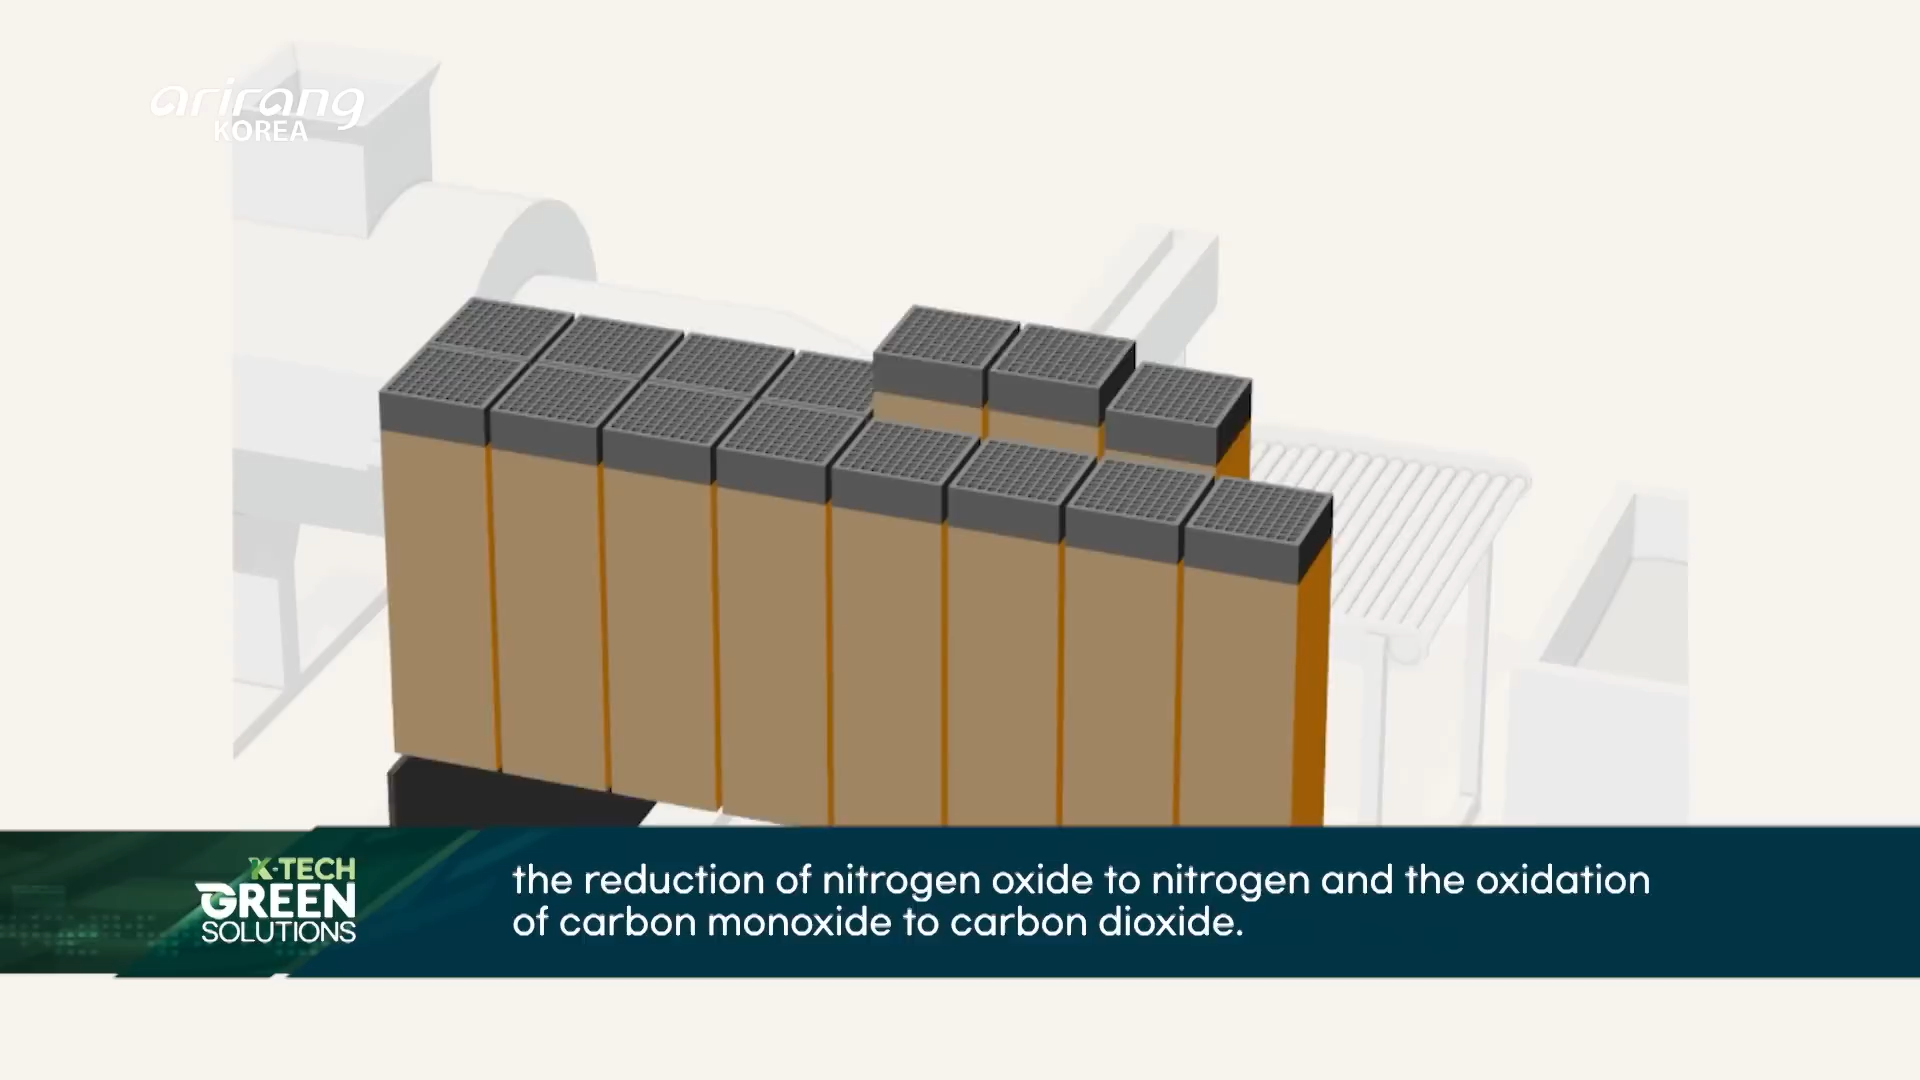 arirang
KOREA
K-TECH
GREEN
SOLUTIONS
the reduction of nitrogen oxide to nitrogen and the oxidation
of carbon monoxide to carbon dioxide.